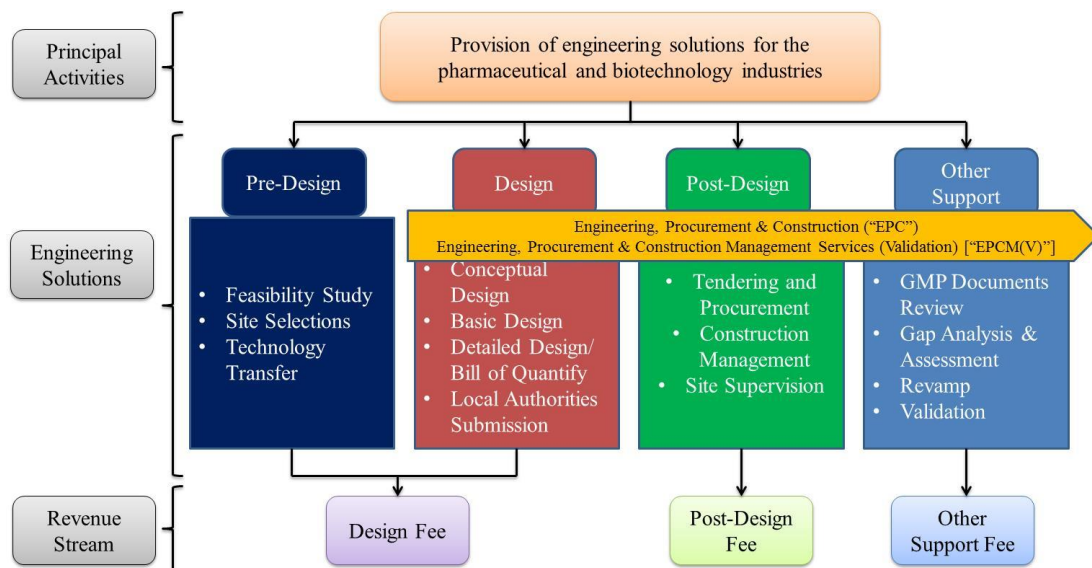 Principal
Activities
Provision of engineering solutions for the
pharmaceutical and biotechnology industries
Engineering
Solutions
Pre-Design
Design
Post-Design
Other
Support
Engineering, Procurement & Construction (“EPC”)
Engineering, Procurement & Construction Management Services (Validation) [“EPCM(V)”]
• Feasibility Study
• Site Selections
• Technology
Transfer
• Conceptual
Design
• Basic Design
• Detailed Design/
Bill of Quantify
• Local Authorities
Submission
• Tendering and
Procurement
• Construction
Management
• Site Supervision
• GMP Documents
Review
• Gap Analysis &
Assessment
• Revamp
• Validation
Revenue
Stream
Design Fee
Post-Design
Fee
Other
Support Fee